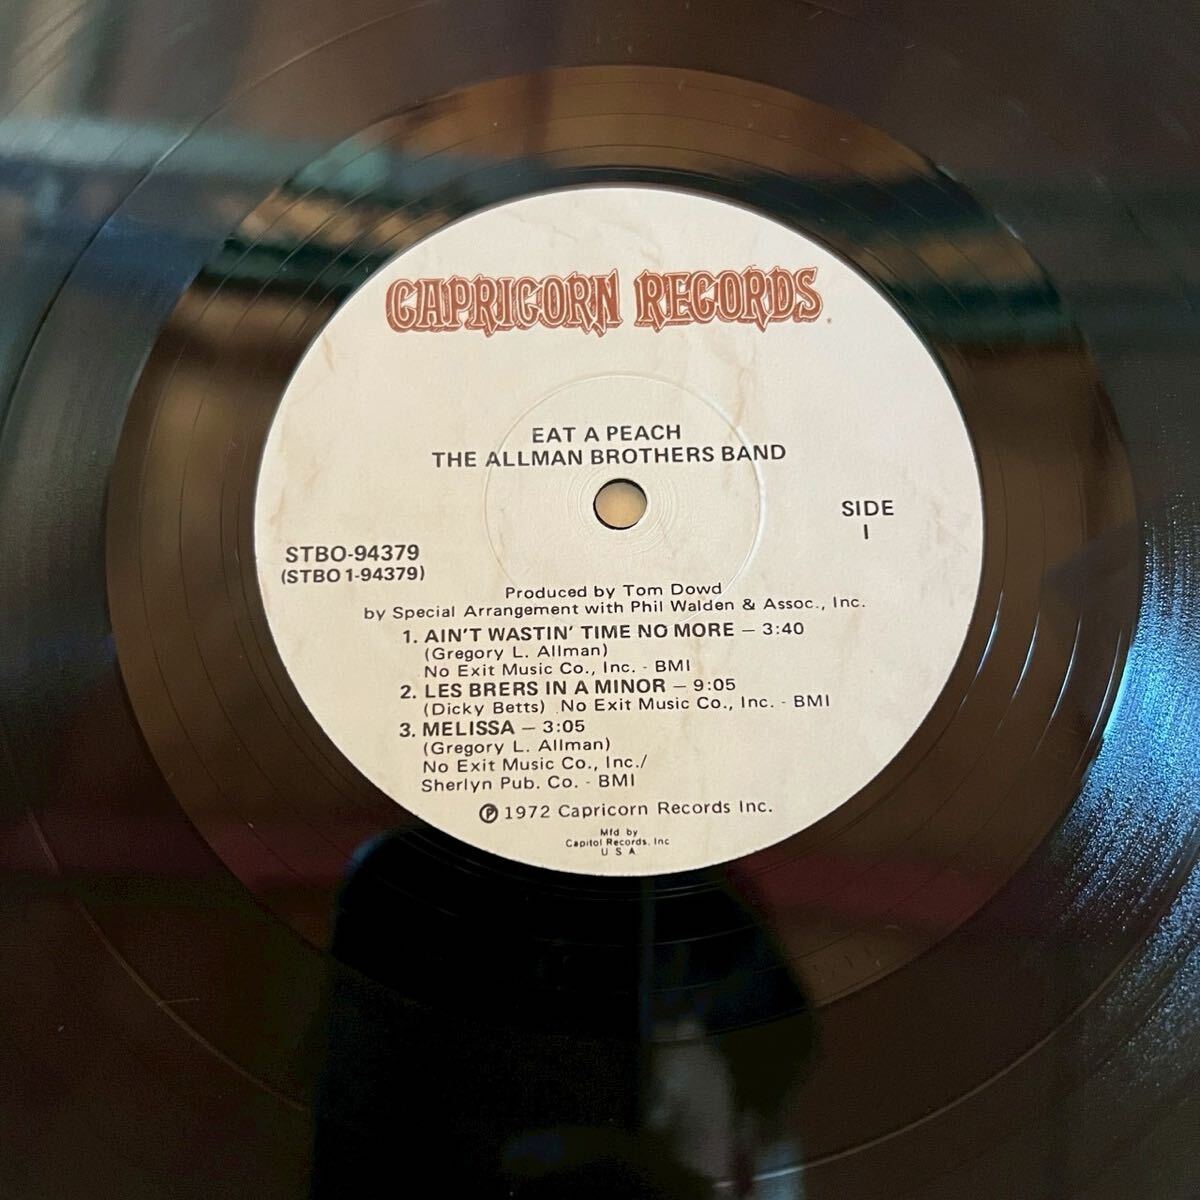 CAPRICORN RECORDS.
EAT A PEACH
THE ALLMAN BROTHERS BAND
SIDE
1
STBO-94379
(STBO 1-94379)
Produced by Tom Dowd
by Special Arrangement with Phil Walden & Assoc., Inc.
1. AIN'T WASTIN' TIME NO MORE — 3:40
(Gregory L. Allman)
No Exit Music Co., Inc. - BMI
2. LES BRERS IN A MINOR — 9:05
(Dicky Betts) No Exit Music Co., Inc. - BMI
3. MELISSA — 3:05
(Gregory L. Allman)
No Exit Music Co., Inc./
Sherlyn Pub. Co. - BMI
℗ 1972 Capricorn Records Inc.
Mfd by
Capitol Records, Inc
U S A